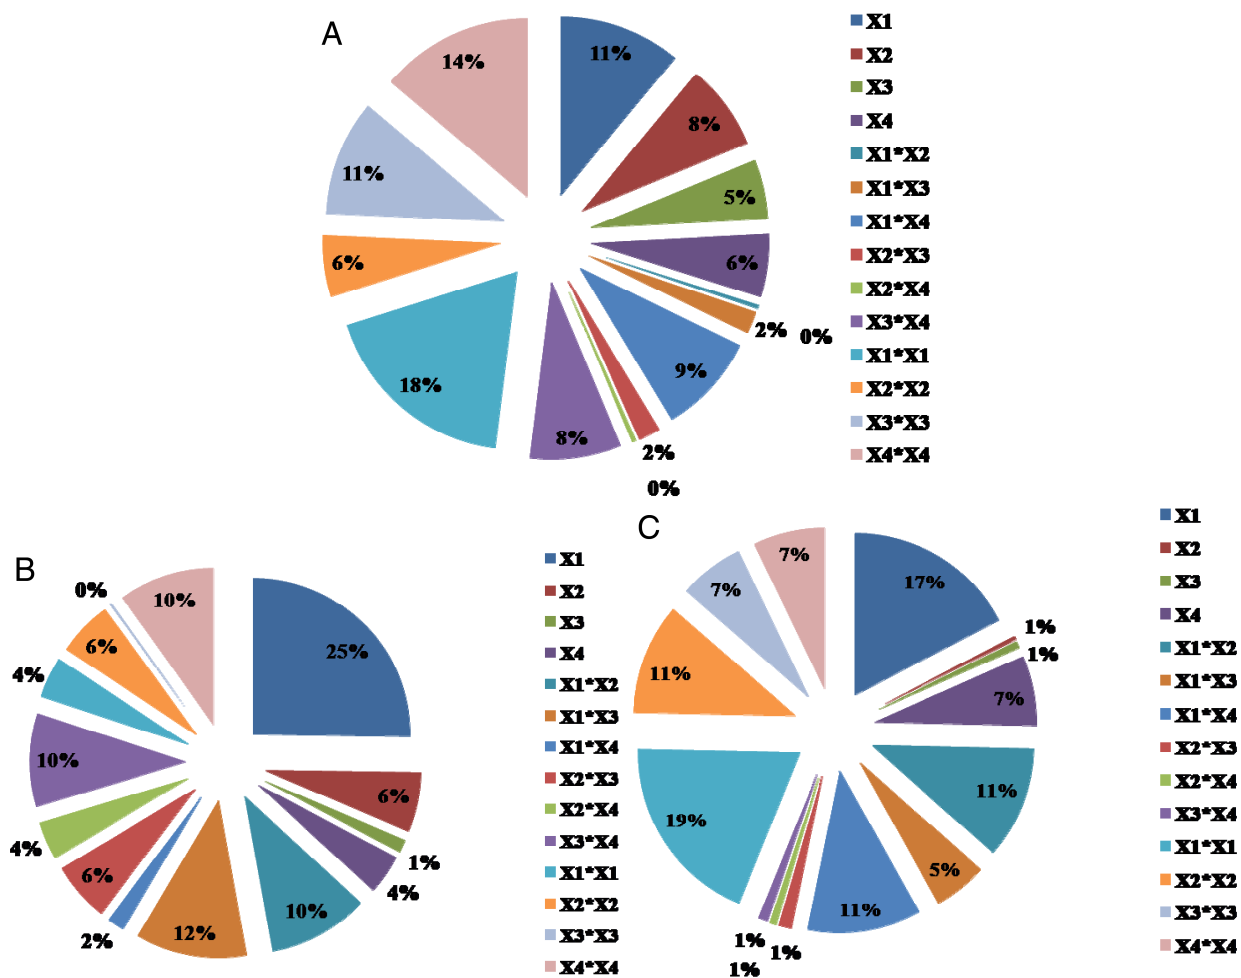 A
11%
8%
5%
6%
0%
2%
9%
2%
0%
8%
18%
6%
11%
14%
X1
X2
X3
X4
X1*X2
X1*X3
X1*X4
X2*X3
X2*X4
X3*X4
X1*X1
X2*X2
X3*X3
X4*X4
B
25%
6%
1%
4%
10%
12%
2%
6%
4%
10%
4%
6%
0%
10%
X1
X2
X3
X4
X1*X2
X1*X3
X1*X4
X2*X3
X2*X4
X3*X4
X1*X1
X2*X2
X3*X3
X4*X4
C
17%
1%
1%
7%
11%
5%
11%
1%
1%
1%
19%
11%
7%
7%
X1
X2
X3
X4
X1*X2
X1*X3
X1*X4
X2*X3
X2*X4
X3*X4
X1*X1
X2*X2
X3*X3
X4*X4